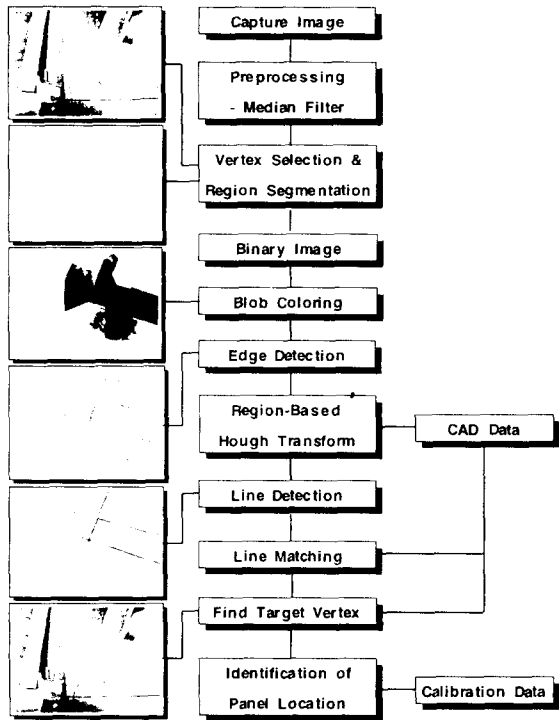 Capture Image
Preprocessing
- Median Filter
Vertex Selection &
Region Segmentation
Binary Image
Blob Coloring
Edge Detection
Region-Based
Hough Transform
CAD Data
Line Detection
Line Matching
Find Target Vertex
Identification of
Panel Location
Calibration Data